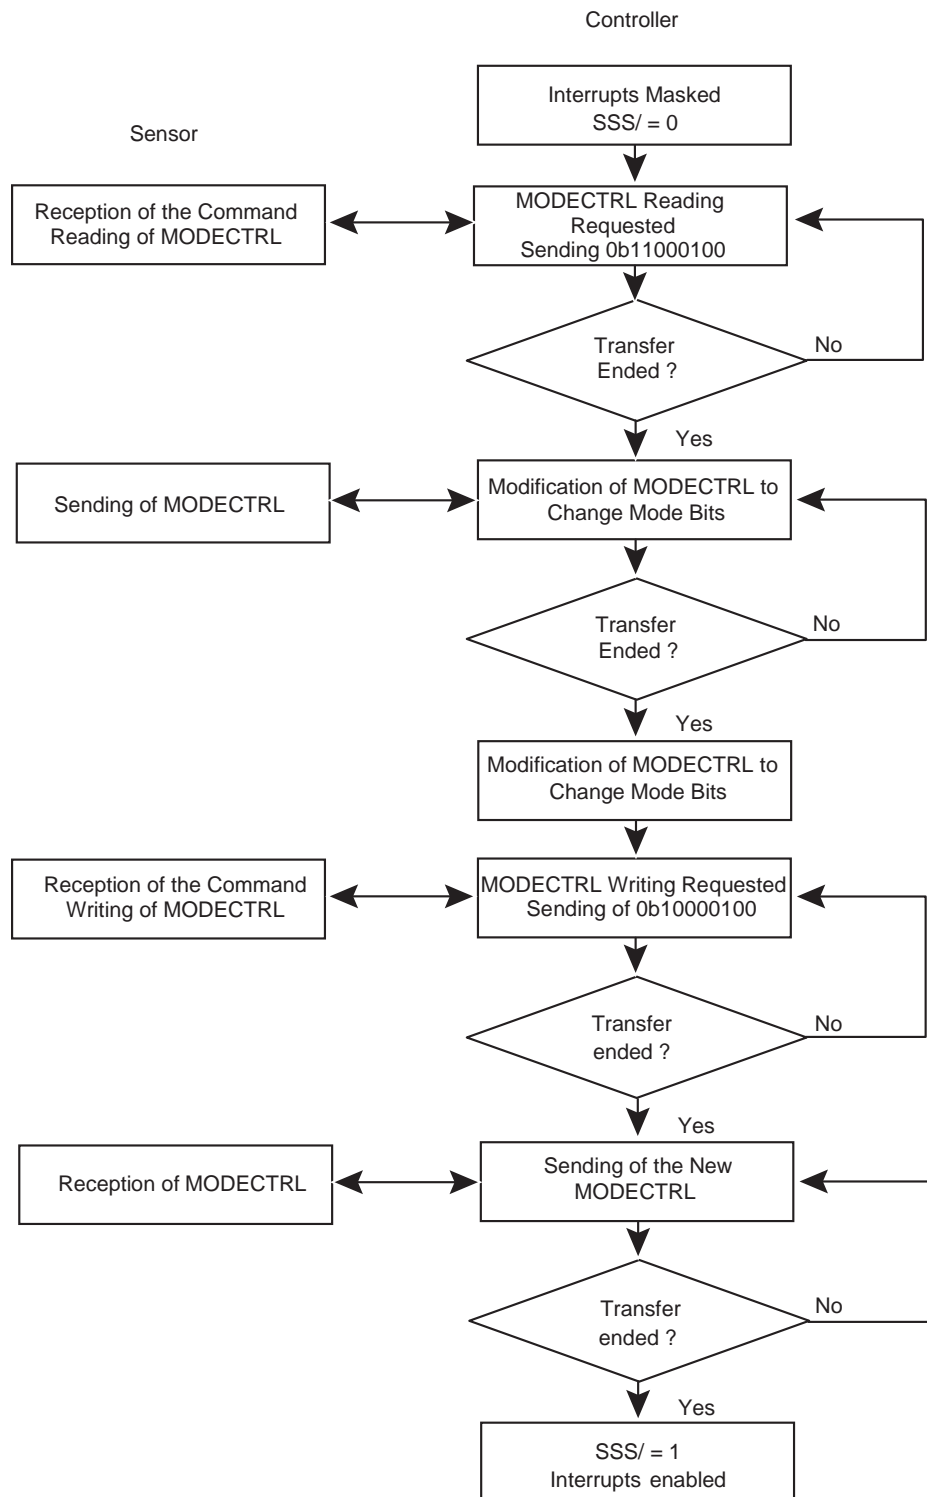 Controller
Interrupts Masked
SSS/ = 0
Sensor
Reception of the Command
Reading of MODECTRL
MODECTRL Reading
Requested
Sending 0b11000100
Transfer
Ended ?
No
Yes
Sending of MODECTRL
Modification of MODECTRL to
Change Mode Bits
Transfer
Ended ?
No
Yes
Modification of MODECTRL to
Change Mode Bits
Reception of the Command
Writing of MODECTRL
MODECTRL Writing Requested
Sending of 0b10000100
Transfer
ended ?
No
Yes
Reception of MODECTRL
Sending of the New
MODECTRL
Transfer
ended ?
No
Yes
SSS/ = 1
Interrupts enabled